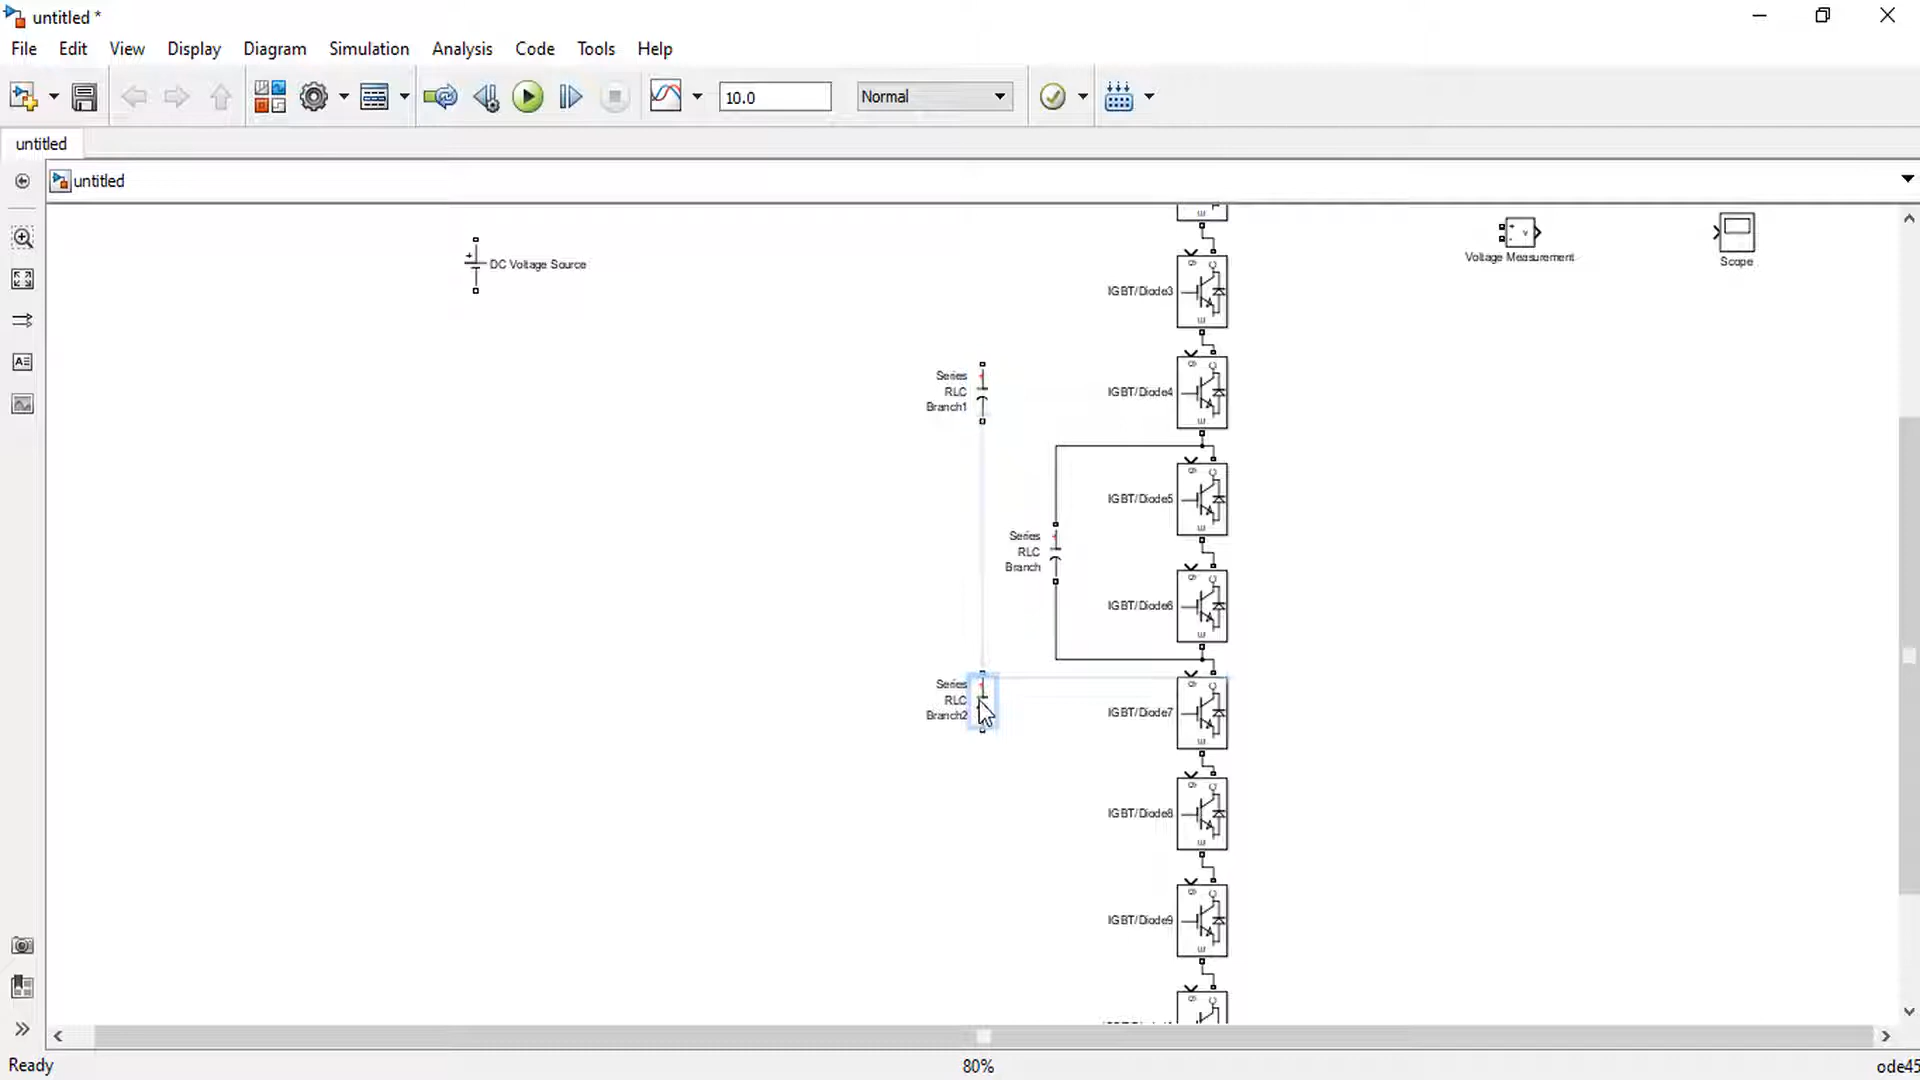 untitled *
File Edit View Display Diagram Simulation Analysis Code Tools Help
10.0
Normal
untitled
untitled
DC Voltage Source
Voltage Measurement
Scope
IGBT/Diode3
Series
RLC
Branch1
IGBT/Diode4
IGBT/Diode5
Series
RLC
Branch
IGBT/Diode6
Series
RLC
Branch2
IGBT/Diode7
IGBT/Diode8
IGBT/Diode9
Ready
80%
ode45